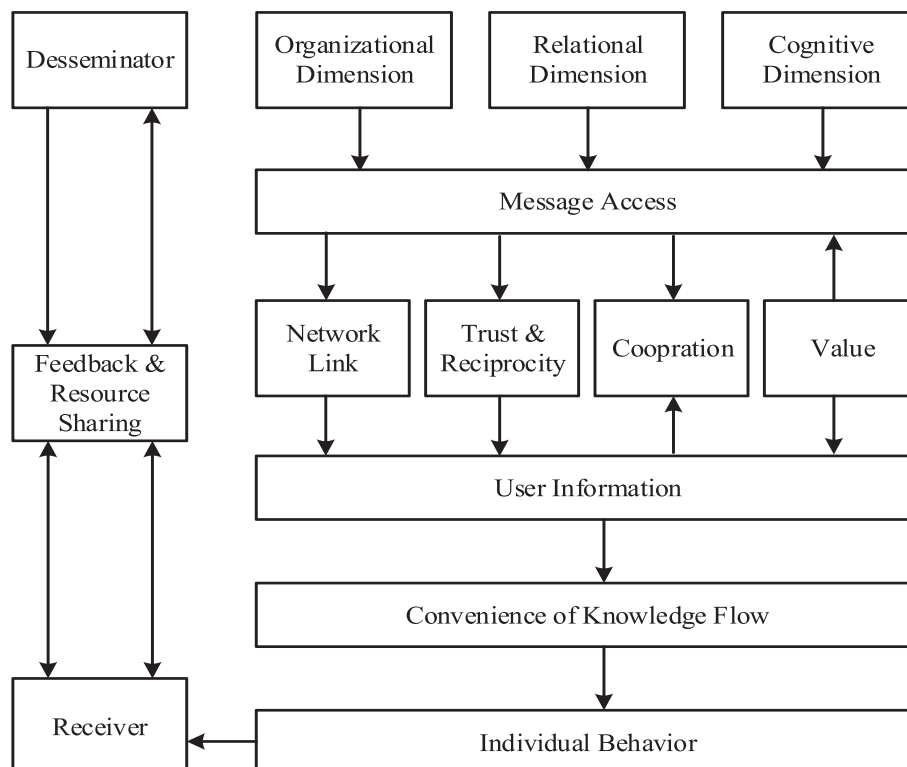 Desseminator
Organizational
Dimension
Relational
Dimension
Cognitive
Dimension
Message Access
Network
Link
Trust &
Reciprocity
Coopration
Value
Feedback &
Resource
Sharing
User Information
Convenience of Knowledge Flow
Receiver
Individual Behavior